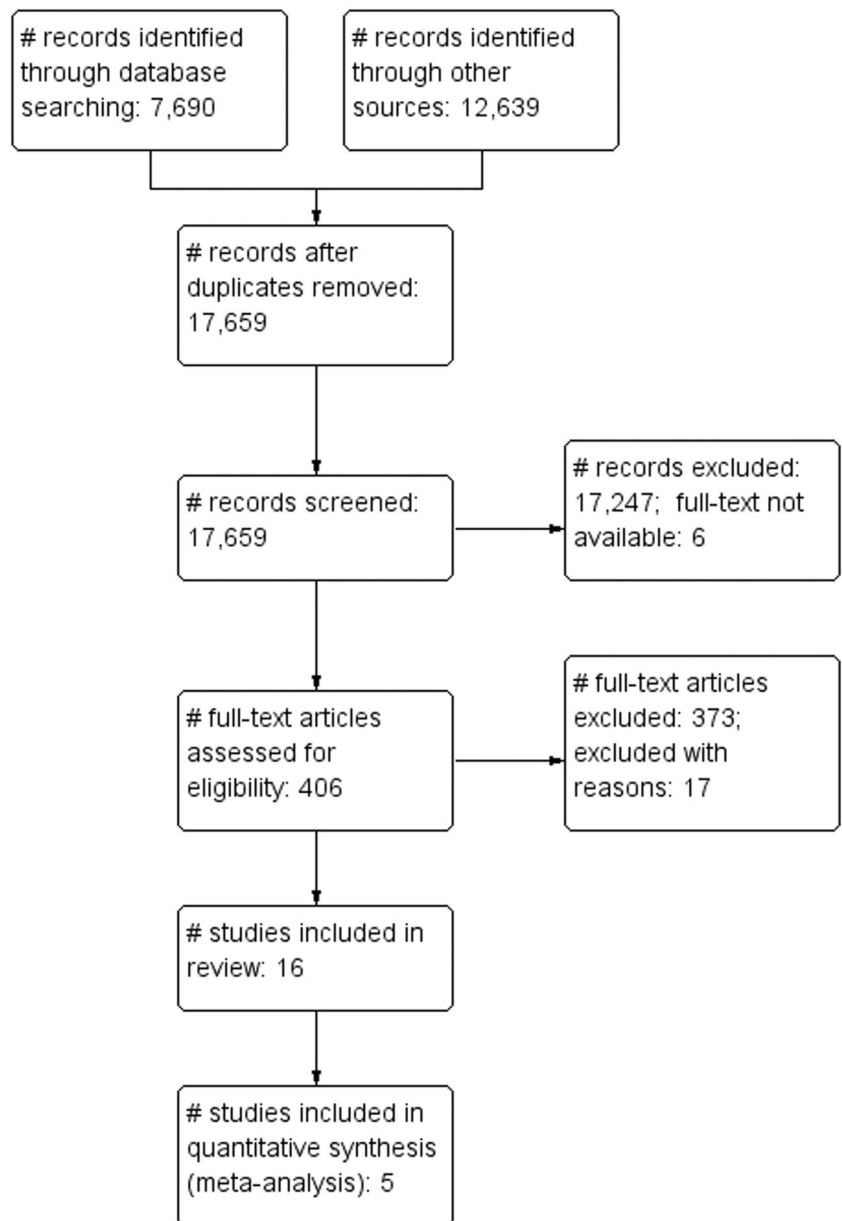 # records identified
through database
searching: 7,690
# records identified
through other
sources: 12,639
# records after
duplicates removed:
17,659
# records screened:
17,659
# records excluded:
17,247;  full-text not
available: 6
# full-text articles
assessed for
eligibility: 406
# full-text articles
excluded: 373;
excluded with
reasons: 17
# studies included in
review: 16
# studies included in
quantitative synthesis
(meta-analysis): 5